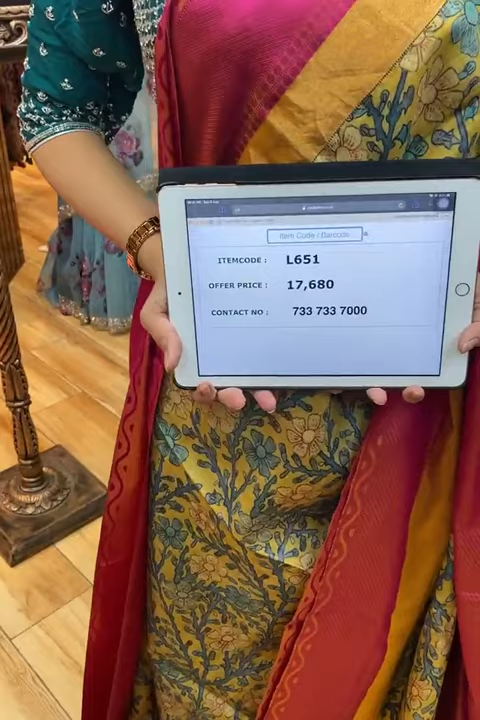 Item Code / Barcode
ITEMCODE : L651
OFFER PRICE : 17,680
CONTACT NO : 733 733 7000